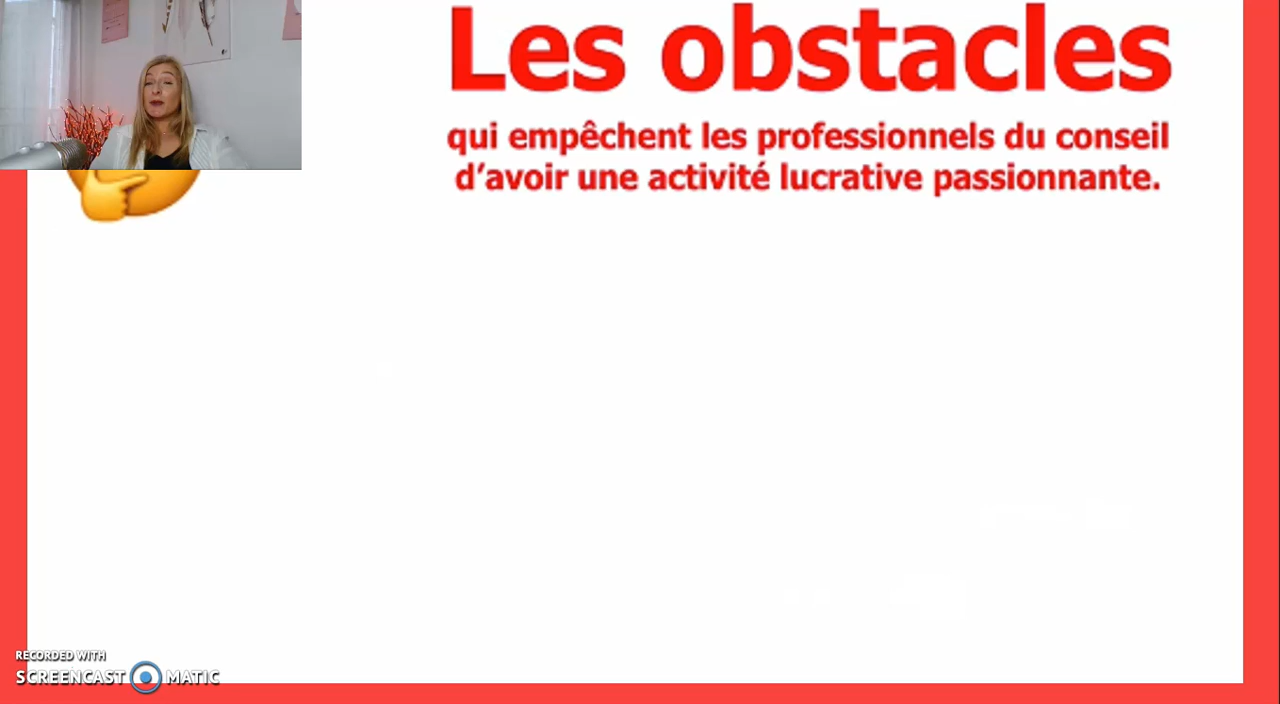 Les obstacles
qui empêchent les professionnels du conseil
d’avoir une activité lucrative passionnante.
RECORDED WITH
SCREENCAST MATIC